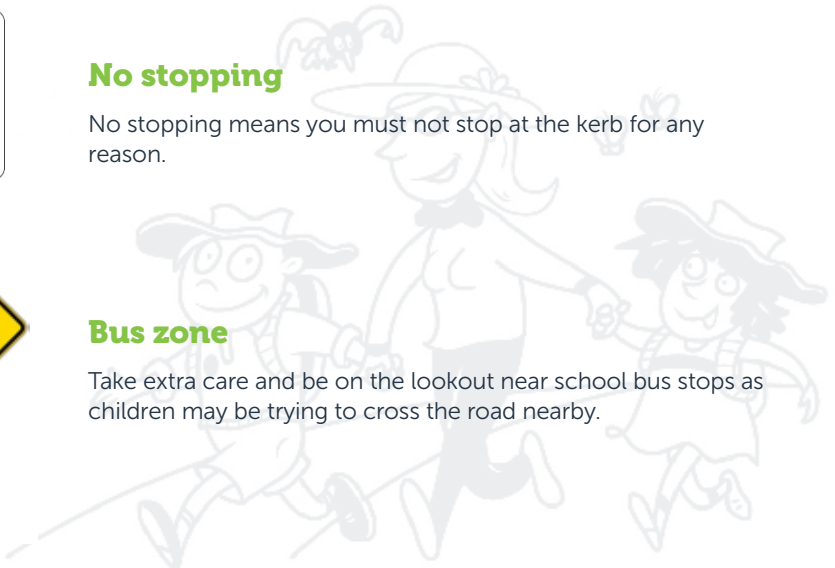 No stopping
No stopping means you must not stop at the kerb for any
reason.
Bus zone
Take extra care and be on the lookout near school bus stops as
children may be trying to cross the road nearby.